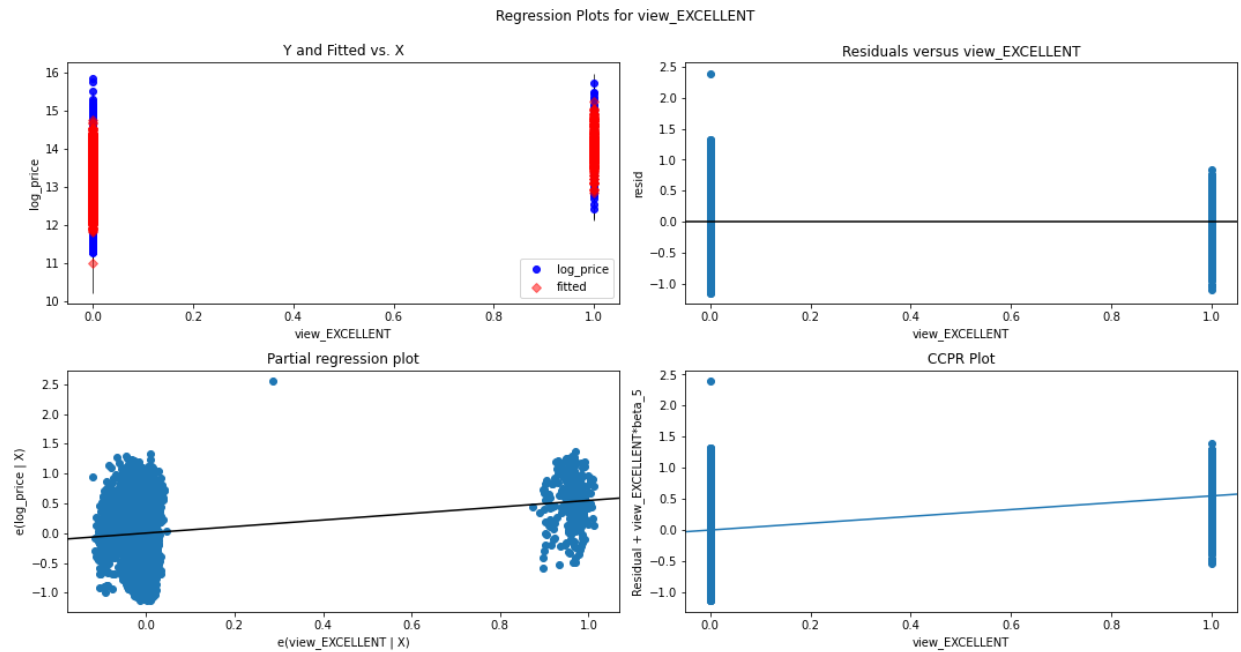 Regression Plots for view_EXCELLENT
Y and Fitted vs. X
16
15
14
13
12
11
10
log_price
log_price
fitted
0.0 0.2 0.4 0.6 0.8 1.0
view_EXCELLENT
Residuals versus view_EXCELLENT
2.5
2.0
1.5
1.0
0.5
0.0
−0.5
−1.0
resid
0.0 0.2 0.4 0.6 0.8 1.0
view_EXCELLENT
Partial regression plot
2.5
2.0
1.5
1.0
0.5
0.0
−0.5
−1.0
e(log_price | X)
0.0 0.2 0.4 0.6 0.8 1.0
e(view_EXCELLENT | X)
CCPR Plot
2.5
2.0
1.5
1.0
0.5
0.0
−0.5
−1.0
Residual + view_EXCELLENT*beta_5
0.0 0.2 0.4 0.6 0.8 1.0
view_EXCELLENT